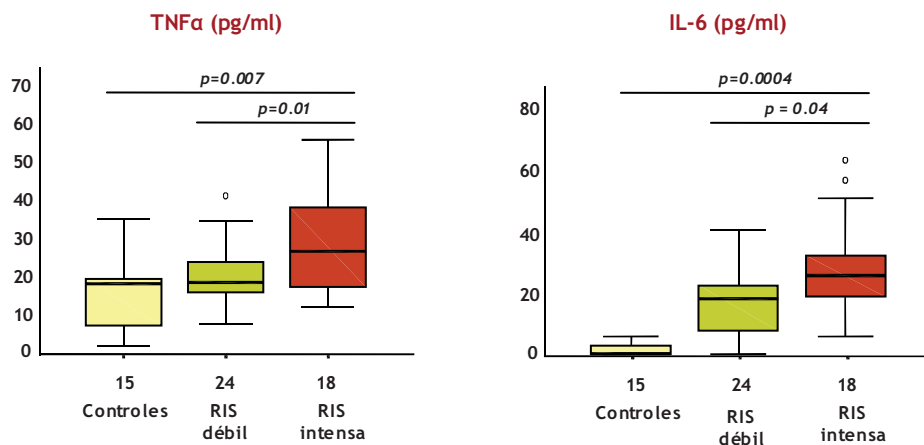 TNFα (pg/ml)
p=0.007
p=0.01
70
60
50
40
30
20
10
0
15
24
18
Controles
RIS
débil
RIS
intensa
IL-6 (pg/ml)
p=0.0004
p = 0.04
80
60
40
20
0
15
24
18
Controles
RIS
débil
RIS
intensa